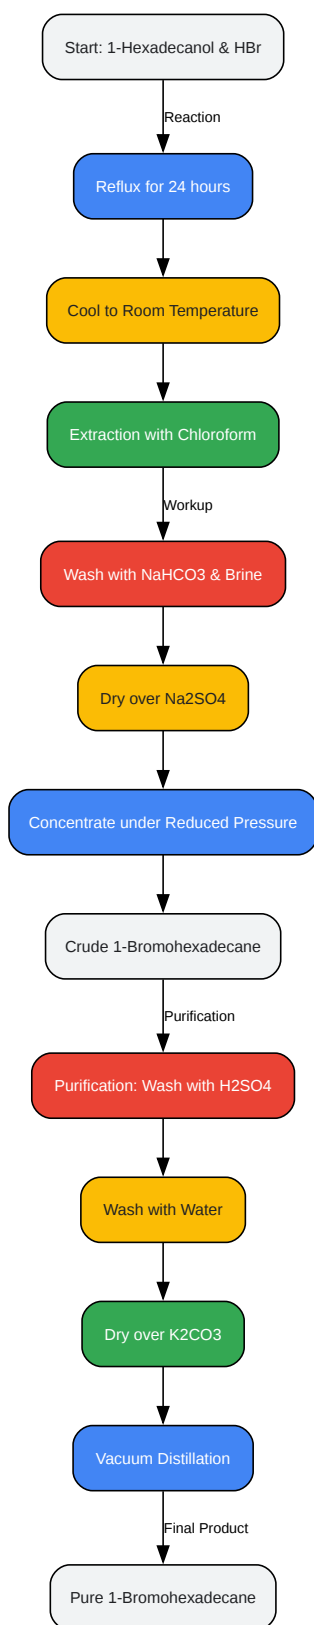 Start: 1-Hexadecanol & HBr
Reaction
Reflux for 24 hours
Cool to Room Temperature
Extraction with Chloroform
Workup
Wash with NaHCO3 & Brine
Dry over Na2SO4
Concentrate under Reduced Pressure
Crude 1-Bromohexadecane
Purification
Purification: Wash with H2SO4
Wash with Water
Dry over K2CO3
Vacuum Distillation
Final Product
Pure 1-Bromohexadecane